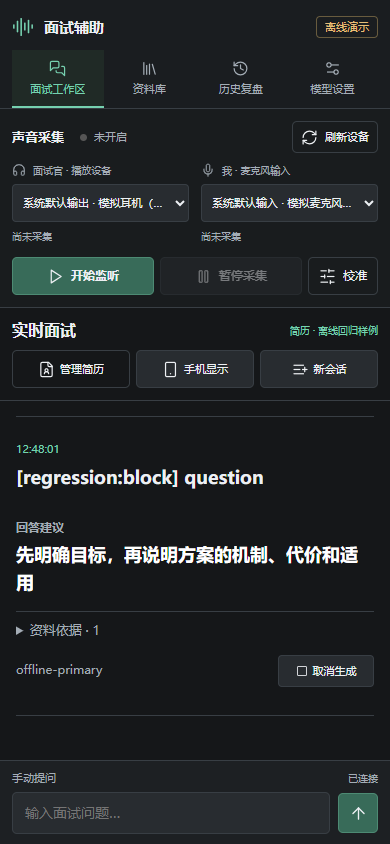 面试辅助
离线演示
面试工作区
资料库
历史复盘
模型设置
声音采集
未开启
刷新设备
面试官 · 播放设备
我 · 麦克风输入
系统默认输出 · 模拟耳机（...
系统默认输入 · 模拟麦克风...
尚未采集
尚未采集
开始监听
暂停采集
校准
实时面试
简历 · 离线回归样例
管理简历
手机显示
新会话
12:48:01
[regression:block] question
回答建议
先明确目标，再说明方案的机制、代价和适
用
资料依据 · 1
offline-primary
取消生成
手动提问
已连接
输入面试问题...